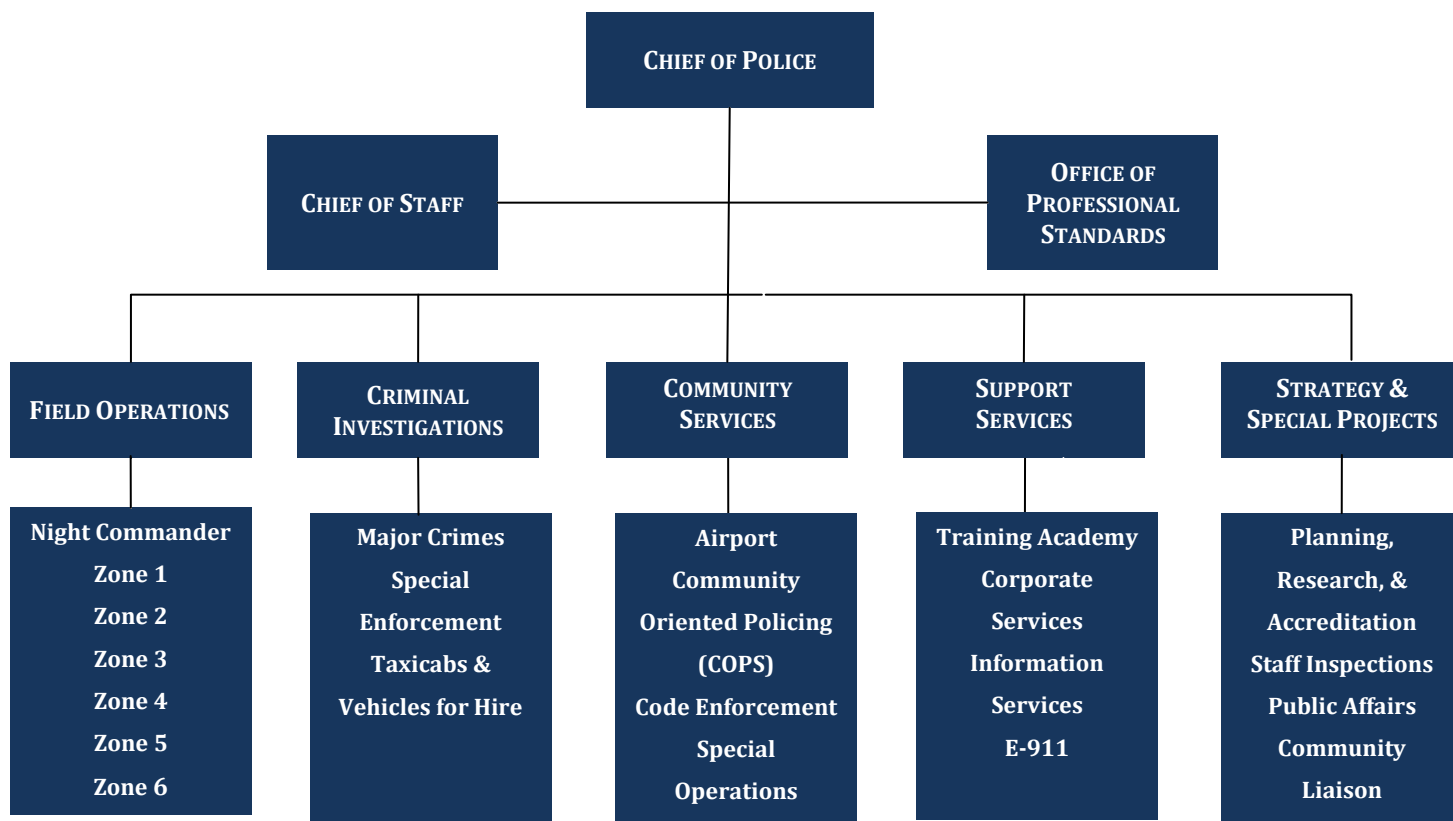 CHIEF OF POLICE
CHIEF OF STAFF
OFFICE OF
PROFESSIONAL
STANDARDS
FIELD OPERATIONS
CRIMINAL
INVESTIGATIONS
COMMUNITY
SERVICES
SUPPORT
SERVICES
STRATEGY &
SPECIAL PROJECTS
Night Commander
Zone 1
Zone 2
Zone 3
Zone 4
Zone 5
Zone 6
Major Crimes
Special
Enforcement
Taxicabs &
Vehicles for Hire
Airport
Community
Oriented Policing
(COPS)
Code Enforcement
Special
Operations
Training Academy
Corporate
Services
Information
Services
E-911
Planning,
Research, &
Accreditation
Staff Inspections
Public Affairs
Community
Liaison